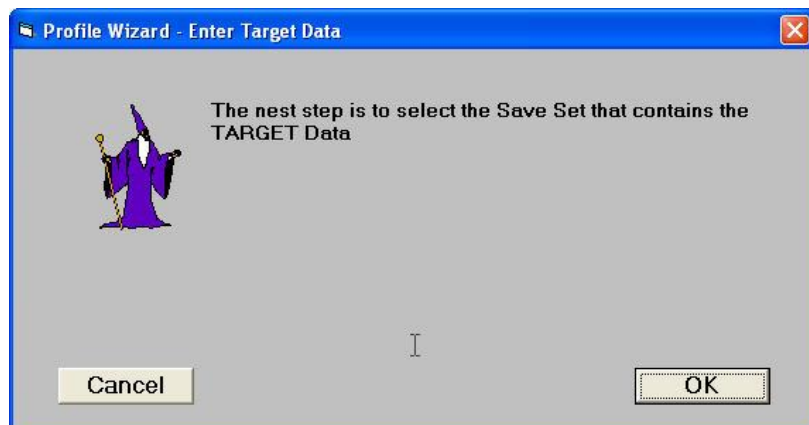 Profile Wizard - Enter Target Data
The nest step is to select the Save Set that contains the
TARGET Data
Cancel
OK